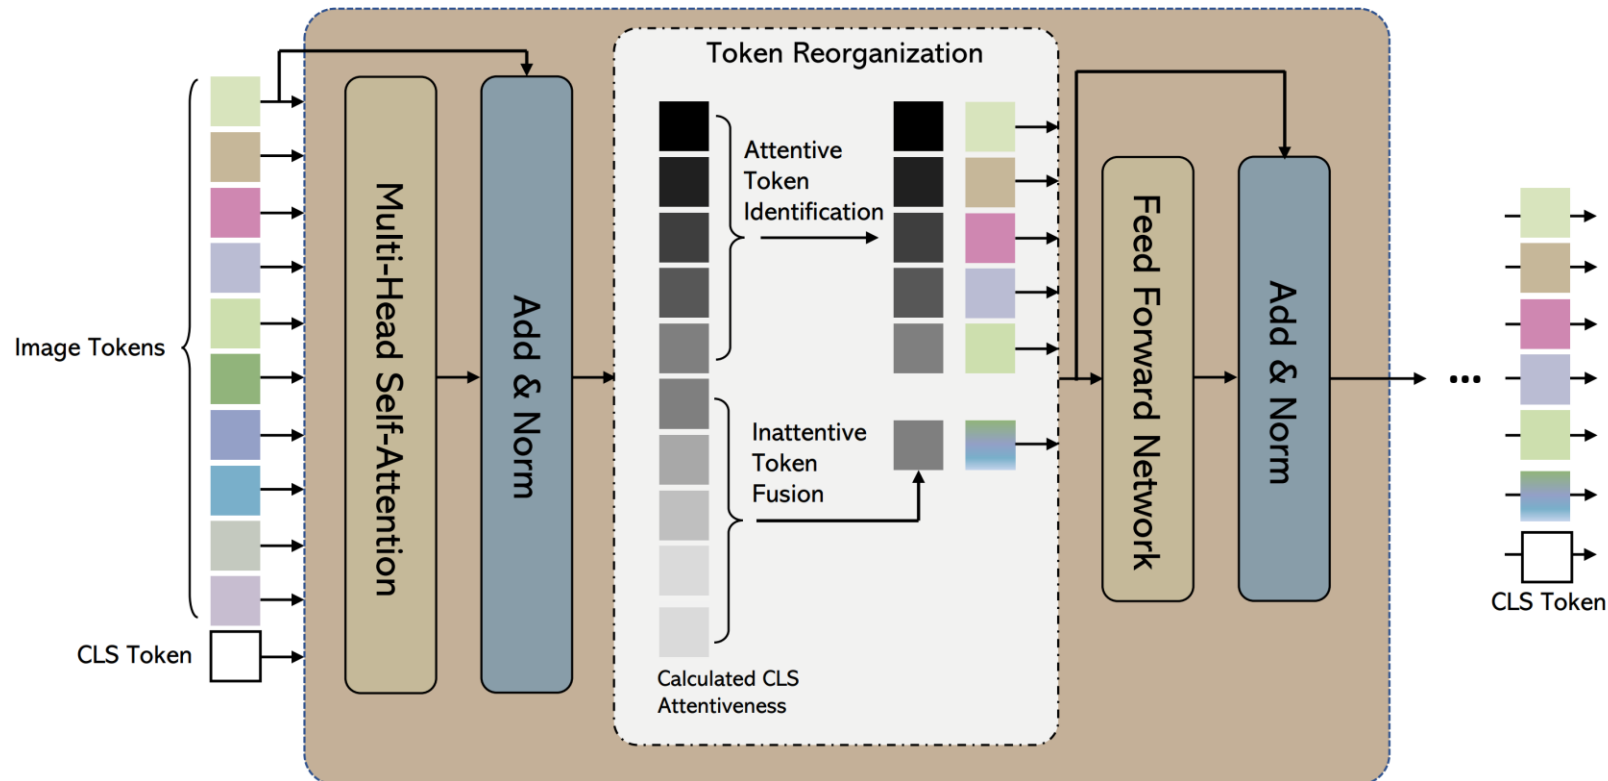 Token Reorganization
Image Tokens
CLS Token
Multi-Head Self-Attention
Add & Norm
Attentive
Token
Identification
Inattentive
Token
Fusion
Calculated CLS
Attentiveness
Feed Forward Network
Add & Norm
...
CLS Token